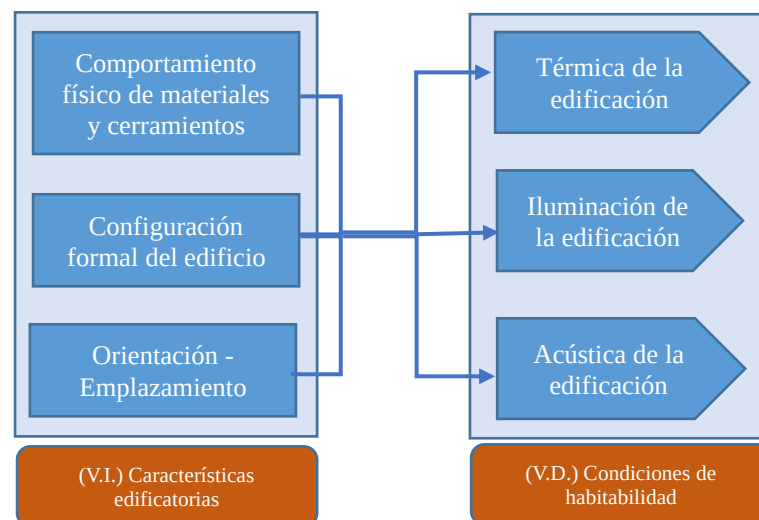 Comportamiento
físico de materiales
y cerramientos
Configuración
formal del edificio
Orientación -
Emplazamiento
(V.I.) Características
edificatorias
Térmica de la
edificación
Iluminación de
la edificación
Acústica de la
edificación
(V.D.) Condiciones de
habitabilidad